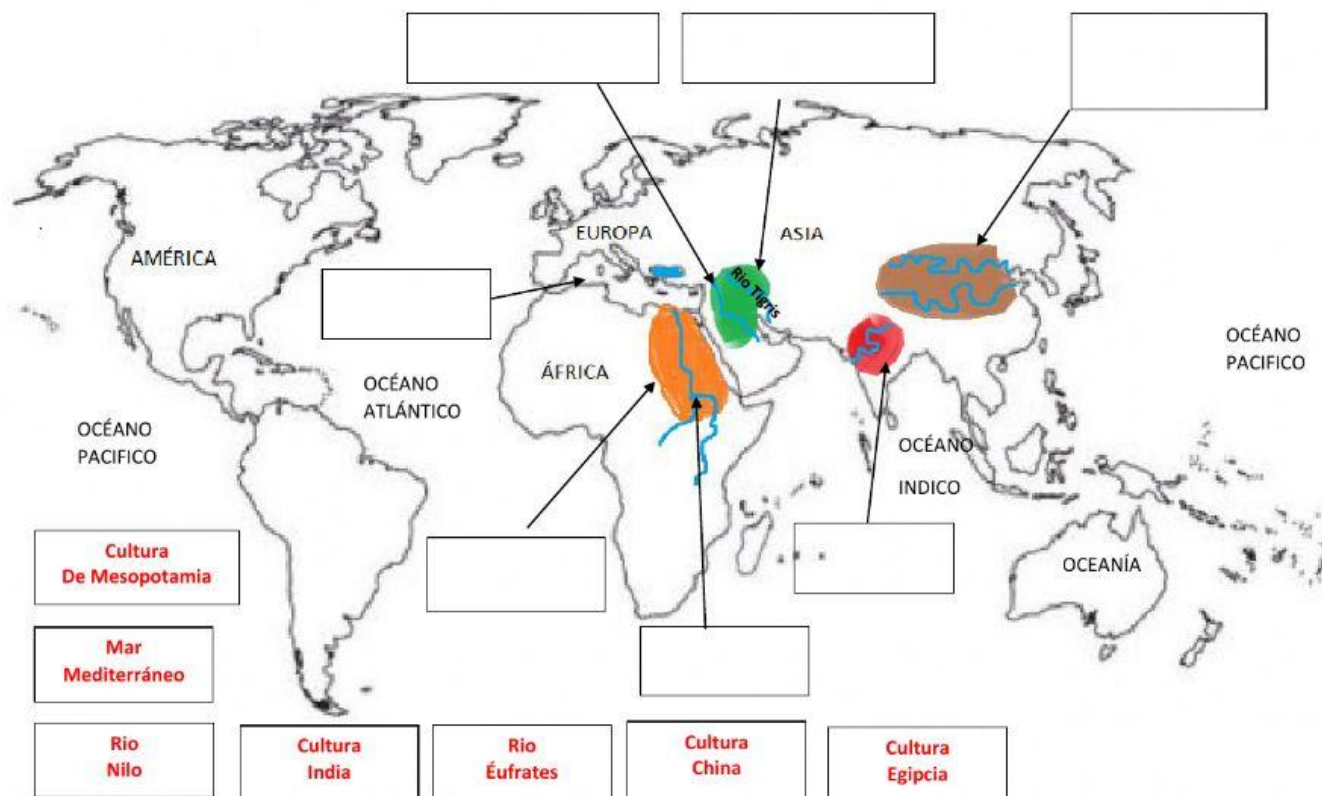 EUROPA
ASIA
AMÉRICA
Rio Tigris
OCÉANO
PACIFICO
ÁFRICA
OCÉANO
ATLÁNTICO
OCÉANO
PACIFICO
OCÉANO
INDICO
OCEANÍA
Cultura
De Mesopotamia
Mar
Mediterráneo
Rio
Nilo
Cultura
India
Rio
Éufrates
Cultura
China
Cultura
Egipcia